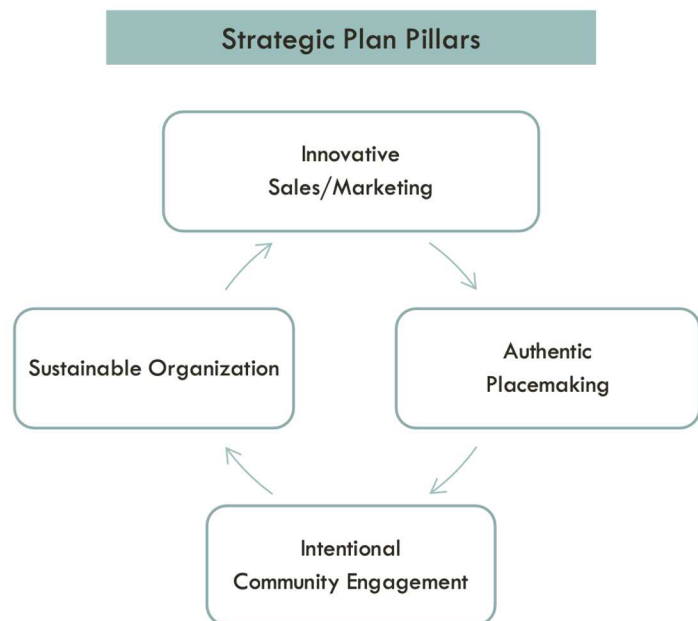 Strategic Plan Pillars
Innovative
Sales/Marketing
Authentic
Placemaking
Intentional
Community Engagement
Sustainable Organization